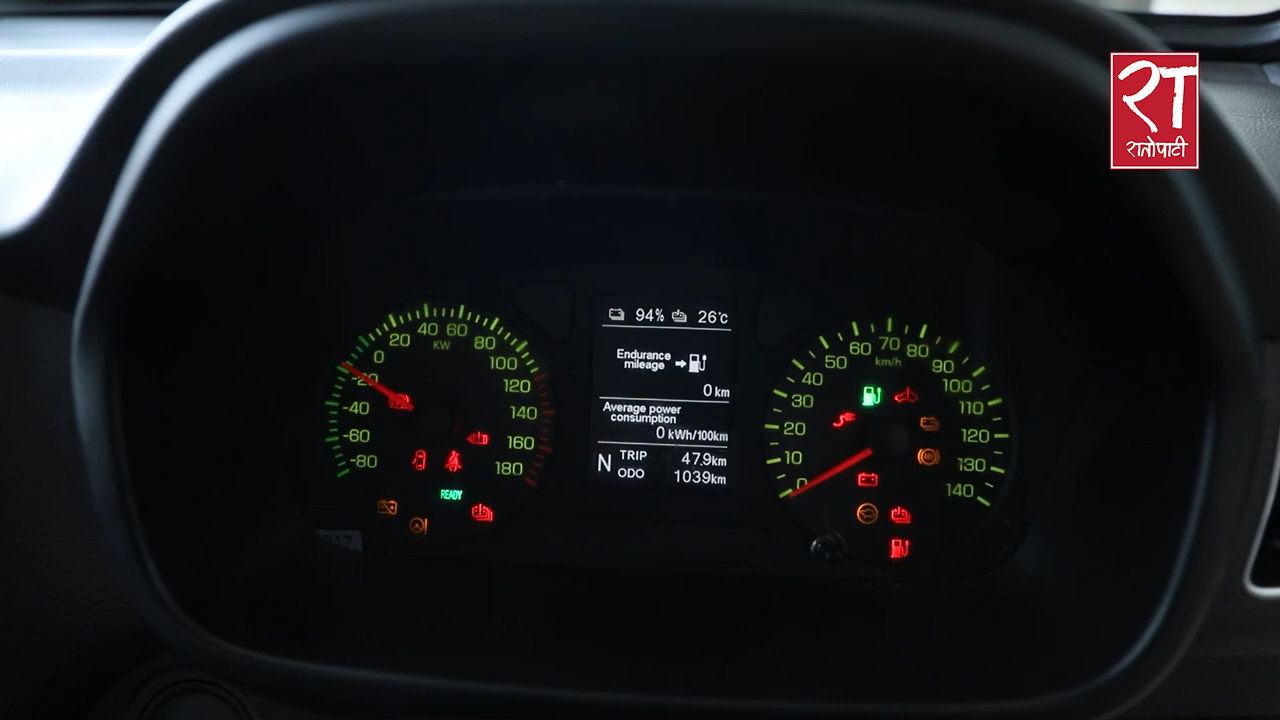 रा
रातोपाटी
94% 26°C
Endurance
mileage
0 km
Average power
consumption
0 kWh/100km
N TRIP 47.9km
ODO 1039km
-80
-60
-40
-20
0
20
40
60
80
100
120
140
160
180
KW
READY
0
10
20
30
40
50
60
70
80
90
100
110
120
130
140
km/h
ABS